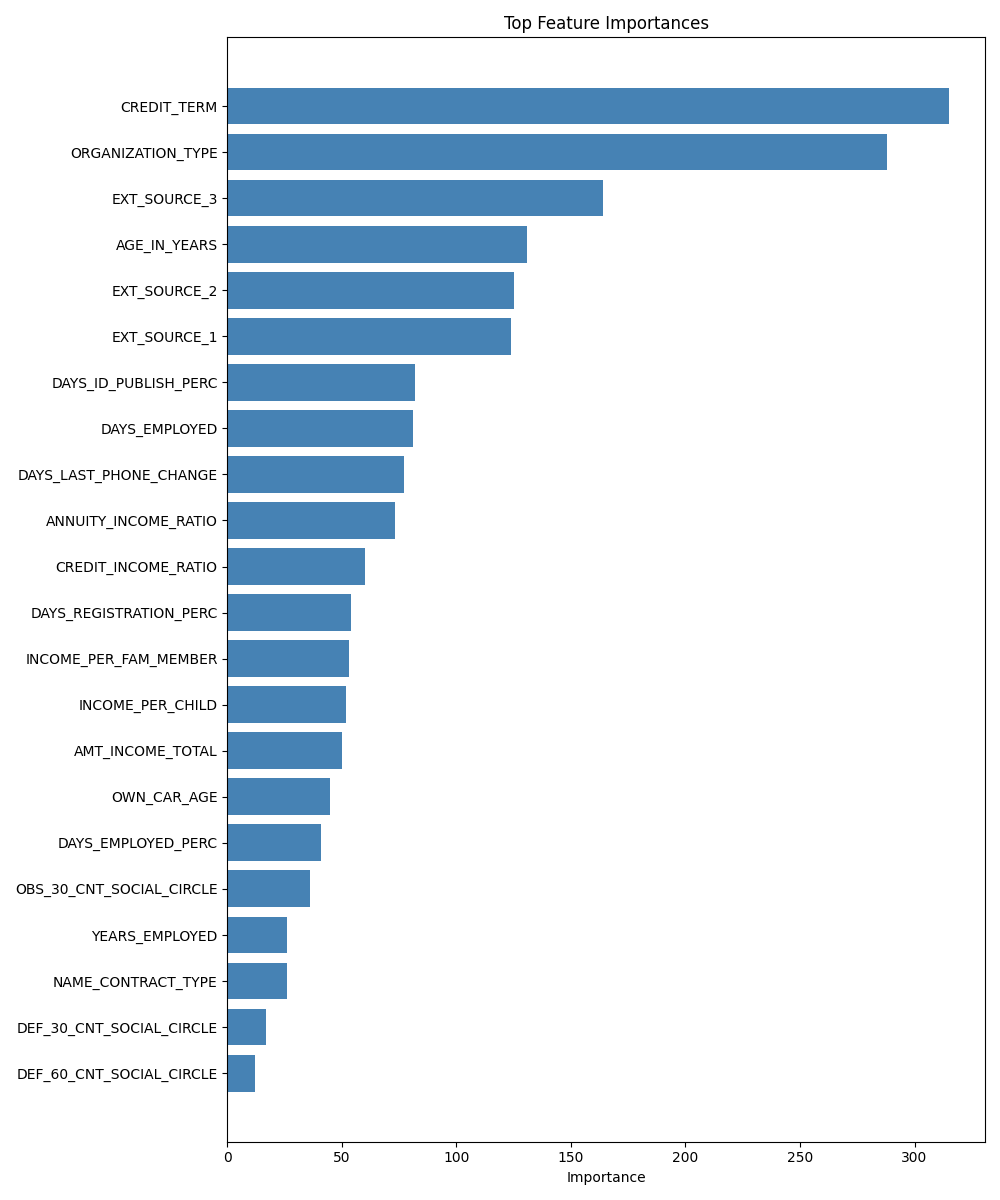 Top Feature Importances
CREDIT_TERM
ORGANIZATION_TYPE
EXT_SOURCE_3
AGE_IN_YEARS
EXT_SOURCE_2
EXT_SOURCE_1
DAYS_ID_PUBLISH_PERC
DAYS_EMPLOYED
DAYS_LAST_PHONE_CHANGE
ANNUITY_INCOME_RATIO
CREDIT_INCOME_RATIO
DAYS_REGISTRATION_PERC
INCOME_PER_FAM_MEMBER
INCOME_PER_CHILD
AMT_INCOME_TOTAL
OWN_CAR_AGE
DAYS_EMPLOYED_PERC
OBS_30_CNT_SOCIAL_CIRCLE
YEARS_EMPLOYED
NAME_CONTRACT_TYPE
DEF_30_CNT_SOCIAL_CIRCLE
DEF_60_CNT_SOCIAL_CIRCLE
0 50 100 150 200 250 300
Importance